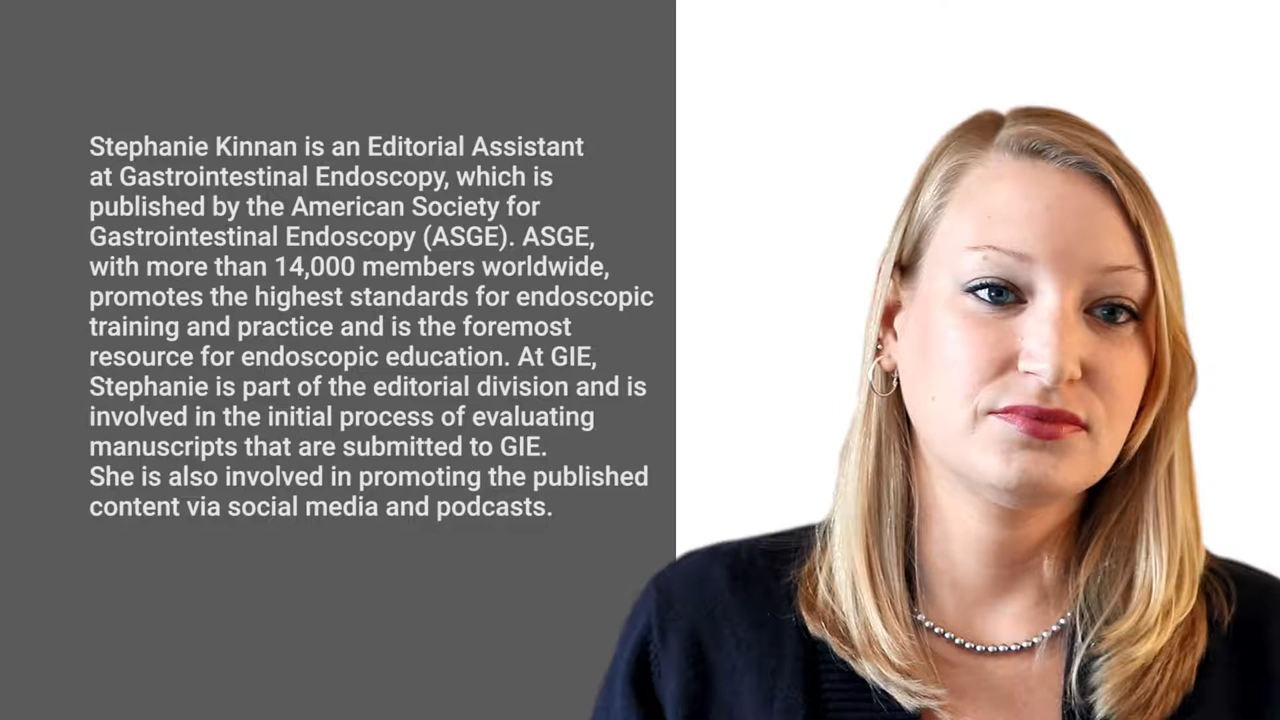 Stephanie Kinnan is an Editorial Assistant
at Gastrointestinal Endoscopy, which is
published by the American Society for
Gastrointestinal Endoscopy (ASGE). ASGE,
with more than 14,000 members worldwide,
promotes the highest standards for endoscopic
training and practice and is the foremost
resource for endoscopic education. At GIE,
Stephanie is part of the editorial division and is
involved in the initial process of evaluating
manuscripts that are submitted to GIE.
She is also involved in promoting the published
content via social media and podcasts.